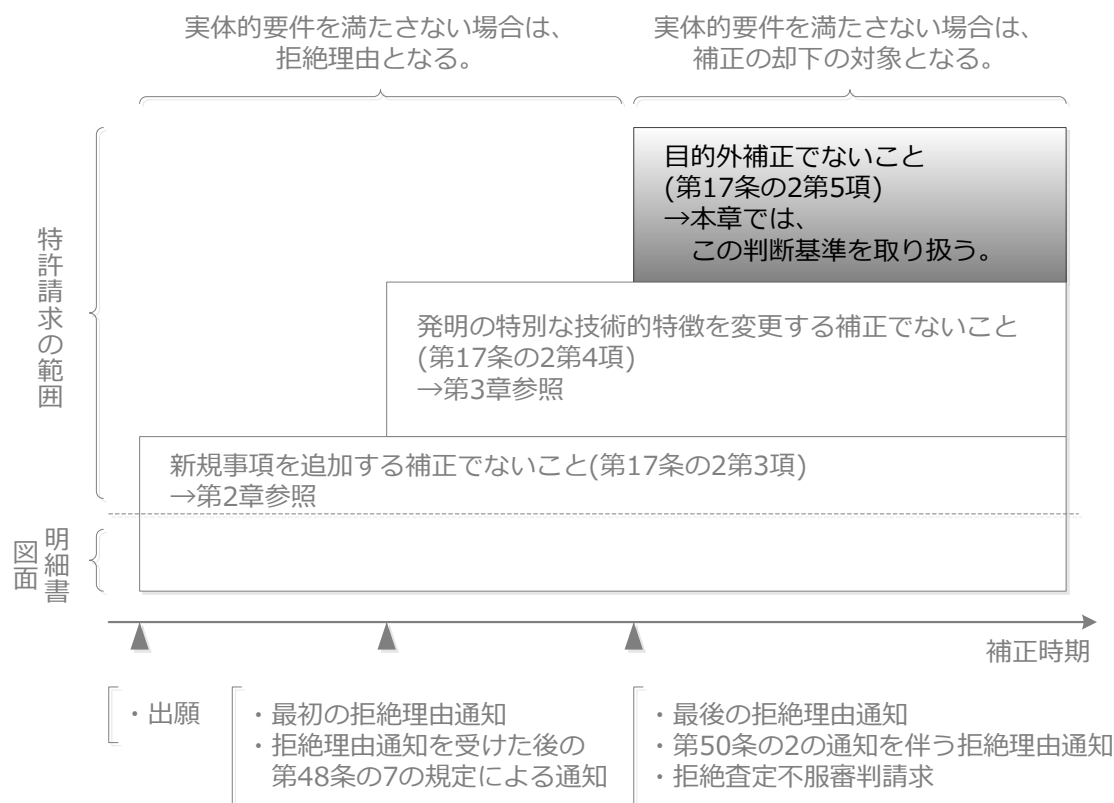 実体的要件を満たさない場合は、
拒絶理由となる。
実体的要件を満たさない場合は、
補正の却下の対象となる。
特許請求の範囲
目的外補正でないこと
(第17条の2第5項)
→本章では、
この判断基準を取り扱う。
発明の特別な技術的特徴を変更する補正でないこと
(第17条の2第4項)
→第3章参照
新規事項を追加する補正でないこと(第17条の2第3項)
→第2章参照
明細書
図面
補正時期
・出願
・最初の拒絶理由通知
・拒絶理由通知を受けた後の
第48条の7の規定による通知
・最後の拒絶理由通知
・第50条の2の通知を伴う拒絶理由通知
・拒絶査定不服審判請求